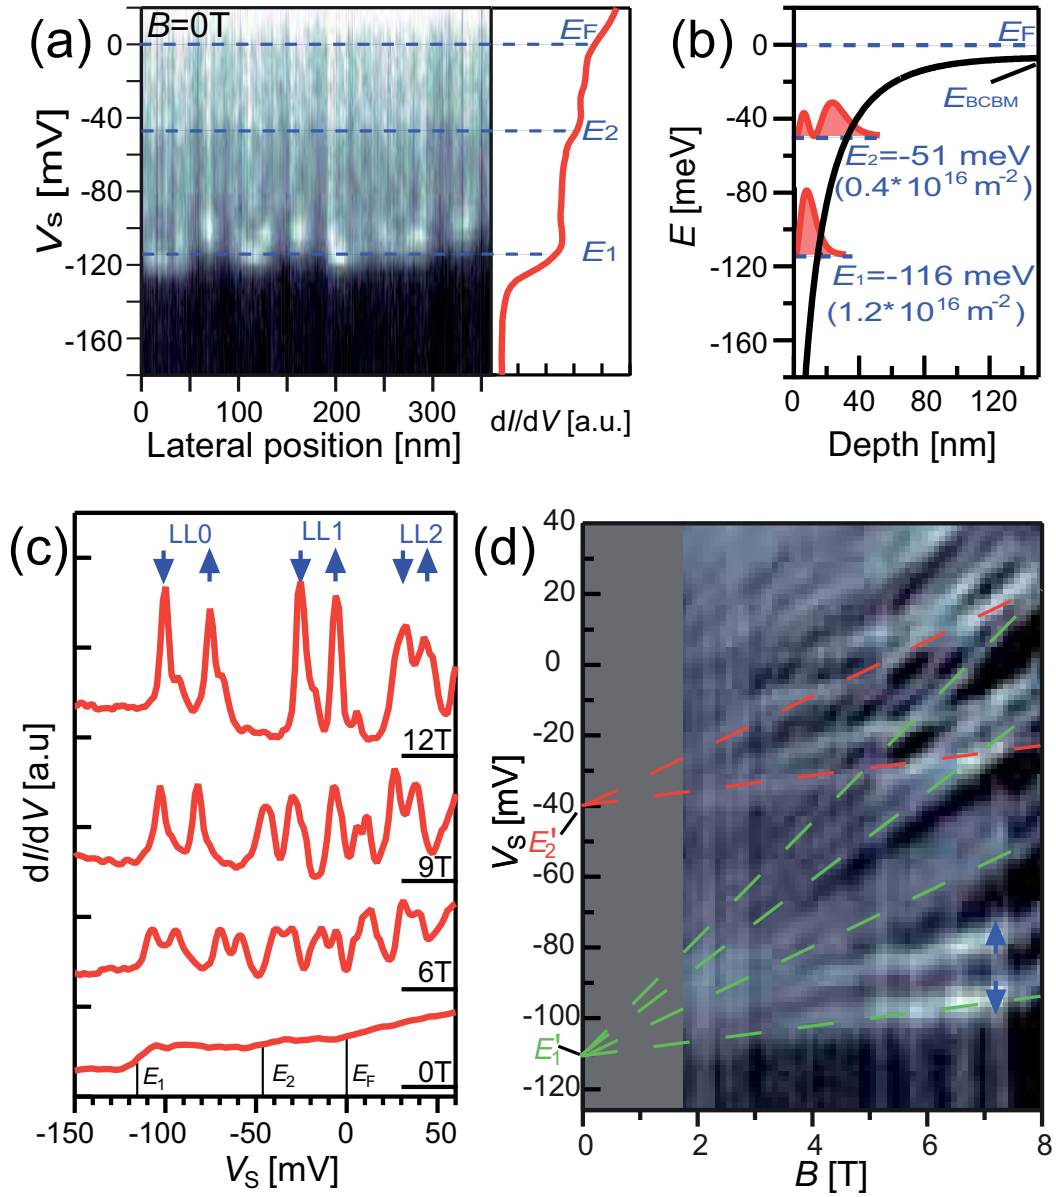 (a)
B=0T
EF
E2
E1
0
-40
-80
-120
-160
VS [mV]
0 100 200 300
Lateral position [nm]
dI/dV [a.u.]
(b)
EF
EBCBM
E2=-51 meV
(0.4*10^16 m^-2)
E1=-116 meV
(1.2*10^16 m^-2)
0
-40
-80
-120
-160
E [meV]
0 40 80 120
Depth [nm]
(c)
LL0 LL1 LL2
12T
9T
6T
0T
E1 E2 EF
dI/dV [a.u]
-150 -100 -50 0 50
VS [mV]
(d)
40
20
0
-20
-40
-60
-80
-100
-120
VS [mV]
E2'
E1'
0 2 4 6 8
B [T]